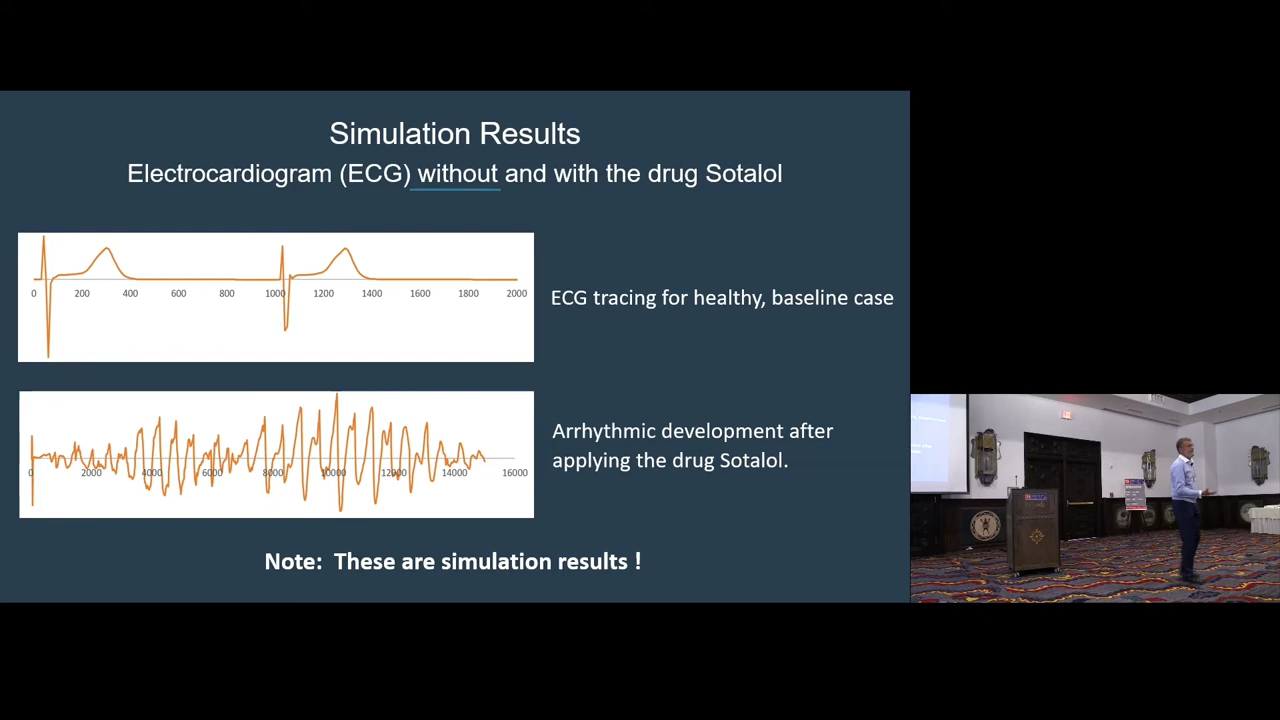 Simulation Results
Electrocardiogram (ECG) without and with the drug Sotalol
0 200 400 600 800 1000 1200 1400 1600 1800 2000
ECG tracing for healthy, baseline case
0 2000 4000 6000 8000 10000 12000 14000 16000
Arrhythmic development after
applying the drug Sotalol.
Note: These are simulation results !